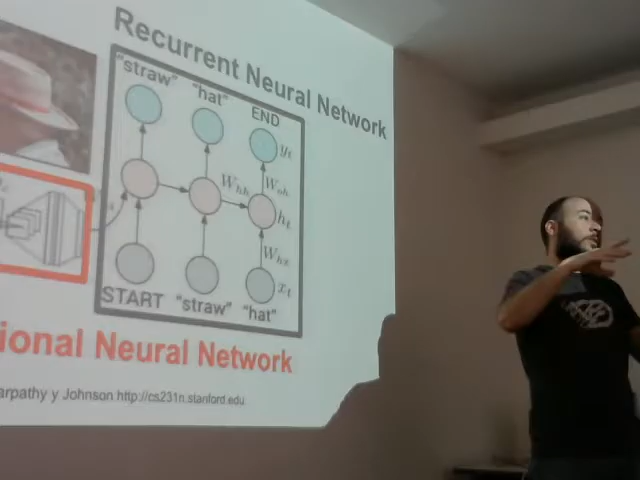 Recurrent Neural Network
"straw" "hat" END
y_t
W_hh W_oh
h_t
W_hx
x_t
START "straw" "hat"
ional Neural Network
arpathy y Johnson http://cs231n.stanford.edu